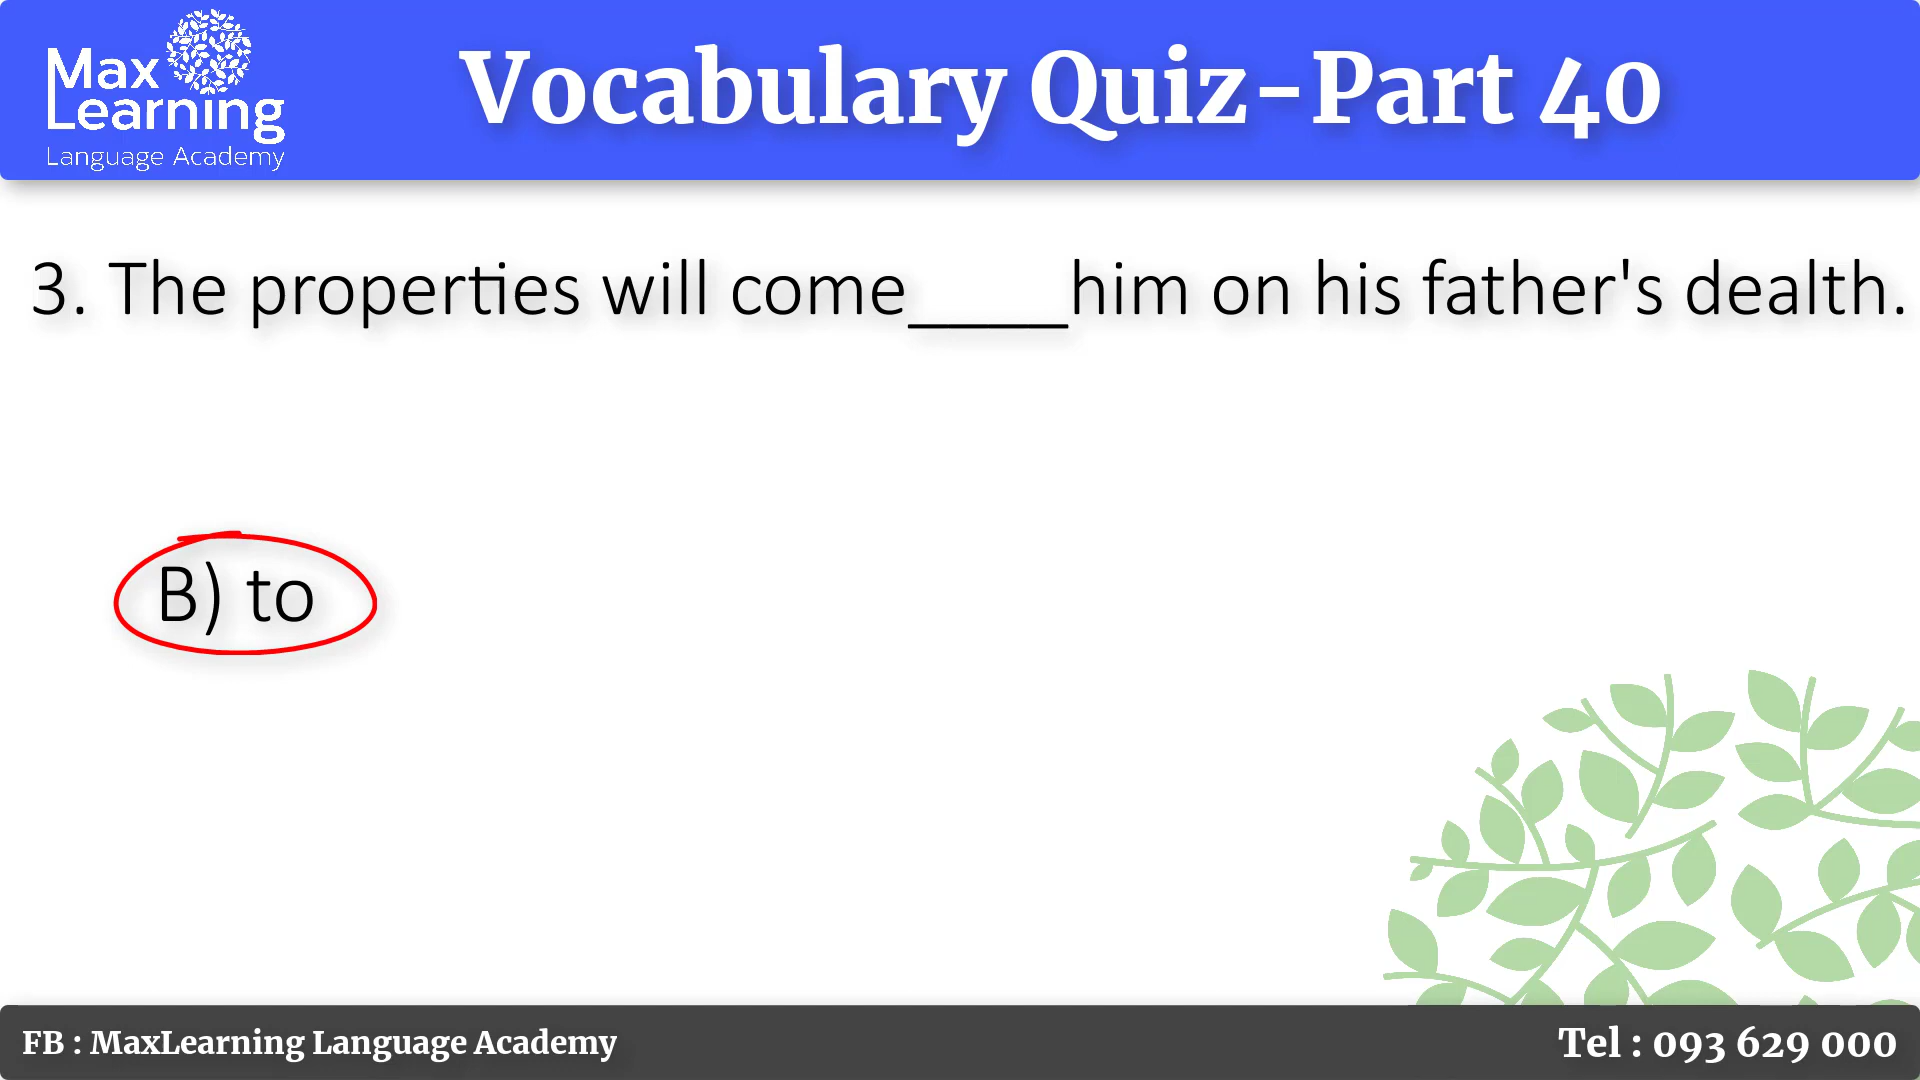 Max
Learning
Language Academy
Vocabulary Quiz-Part 40
3. The properties will come____him on his father's dealth.
B) to
FB : MaxLearning Language Academy
Tel : 093 629 000